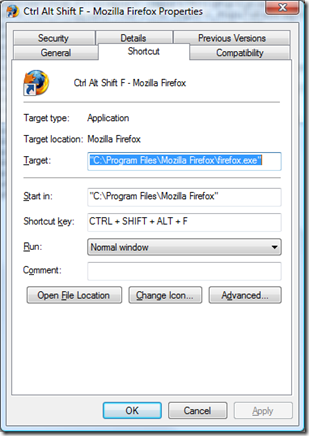 Ctrl Alt Shift F - Mozilla Firefox Properties
Security Details Previous Versions
General Shortcut Compatibility
Ctrl Alt Shift F - Mozilla Firefox
Target type: Application
Target location: Mozilla Firefox
Target: "C:\Program Files\Mozilla Firefox\firefox.exe"
Start in: "C:\Program Files\Mozilla Firefox"
Shortcut key: CTRL + SHIFT + ALT + F
Run: Normal window
Comment:
Open File Location Change Icon... Advanced...
OK Cancel Apply